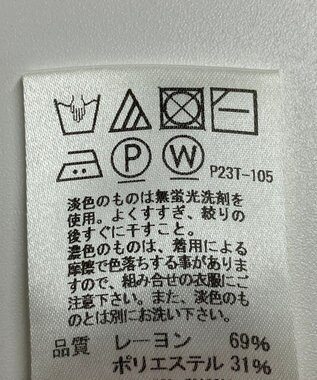 P
W
P23T-105
淡色のものは無蛍光洗剤を
使用。よくすすぎ、絞りの
後すぐに干すこと。
濃色のものは、着用による
摩擦で色落ちする事がありま
すので、組み合せの衣服にご
注意下さい。また、淡色のも
のとは別にお洗い下さい。
品質 レーヨン 69%
ポリエステル 31%